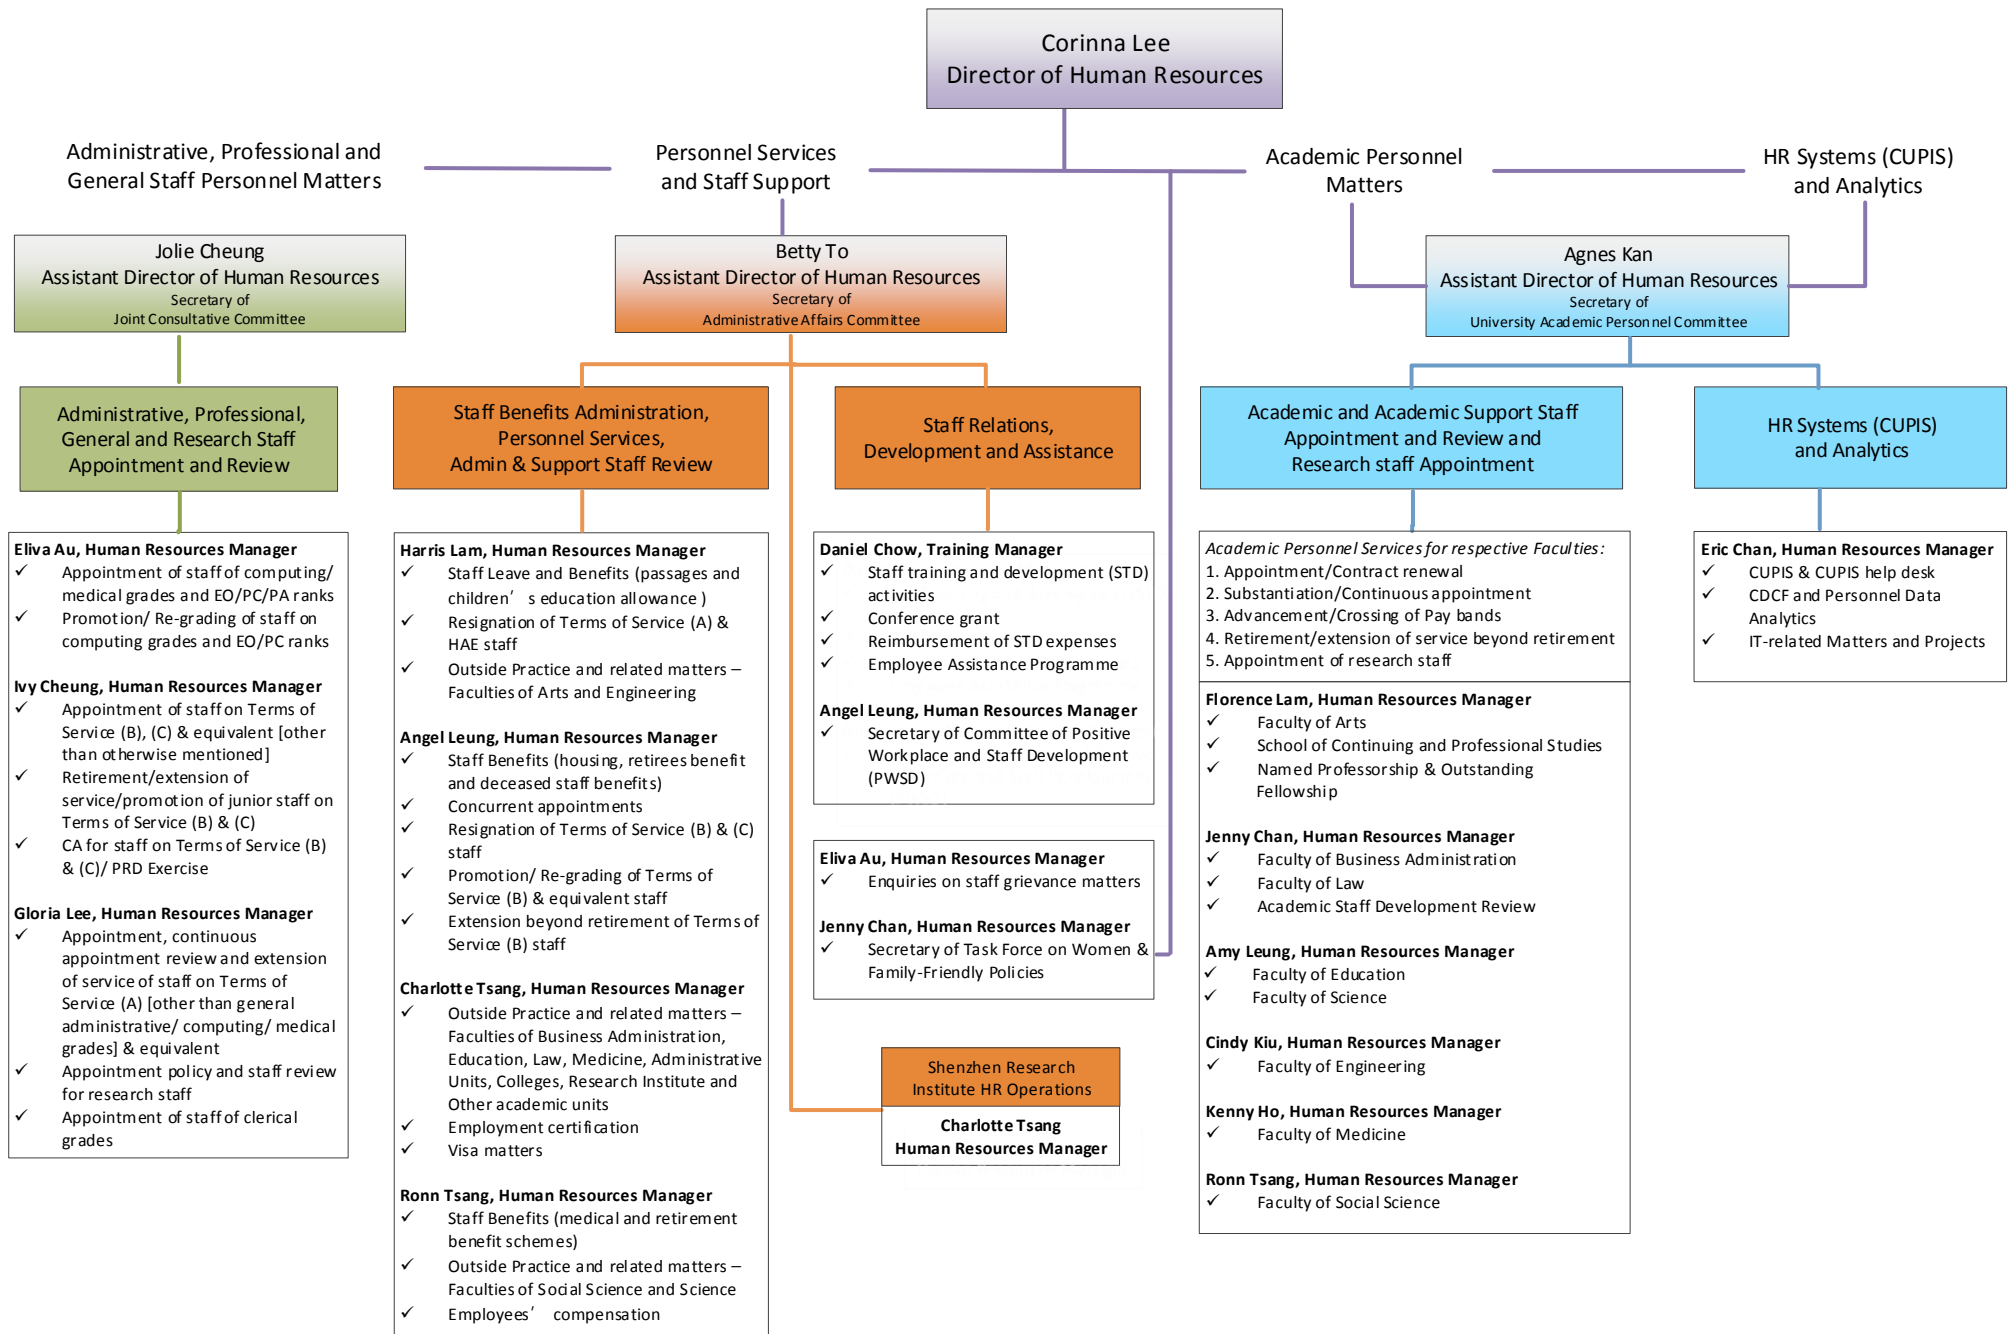 Corinna Lee
Director of Human Resources
Administrative, Professional and
General Staff Personnel Matters
Personnel Services
and Staff Support
Academic Personnel
Matters
HR Systems (CUPIS)
and Analytics
Jolie Cheung
Assistant Director of Human Resources
Secretary of
Joint Consultative Committee
Betty To
Assistant Director of Human Resources
Secretary of
Administrative Affairs Committee
Agnes Kan
Assistant Director of Human Resources
Secretary of
University Academic Personnel Committee
Administrative, Professional,
General and Research Staff
Appointment and Review
Staff Benefits Administration,
Personnel Services,
Admin & Support Staff Review
Staff Relations,
Development and Assistance
Academic and Academic Support Staff
Appointment and Review and
Research staff Appointment
HR Systems (CUPIS)
and Analytics
Eliva Au, Human Resources Manager
✓ Appointment of staff of computing/
medical grades and EO/PC/PA ranks
✓ Promotion/ Re-grading of staff on
computing grades and EO/PC ranks
Ivy Cheung, Human Resources Manager
✓ Appointment of staff on Terms of
Service (B), (C) & equivalent [other
than otherwise mentioned]
✓ Retirement/extension of
service/promotion of junior staff on
Terms of Service (B) & (C)
✓ CA for staff on Terms of Service (B)
& (C)/ PRD Exercise
Gloria Lee, Human Resources Manager
✓ Appointment, continuous
appointment review and extension
of service of staff on Terms of
Service (A) [other than general
administrative/ computing/ medical
grades] & equivalent
✓ Appointment policy and staff review
for research staff
✓ Appointment of staff of clerical
grades
Harris Lam, Human Resources Manager
✓ Staff Leave and Benefits (passages and
children's education allowance )
✓ Resignation of Terms of Service (A) &
HAE staff
✓ Outside Practice and related matters –
Faculties of Arts and Engineering
Angel Leung, Human Resources Manager
✓ Staff Benefits (housing, retirees benefit
and deceased staff benefits)
✓ Concurrent appointments
✓ Resignation of Terms of Service (B) & (C)
staff
✓ Promotion/ Re-grading of Terms of
Service (B) & equivalent staff
✓ Extension beyond retirement of Terms of
Service (B) staff
Charlotte Tsang, Human Resources Manager
✓ Outside Practice and related matters –
Faculties of Business Administration,
Education, Law, Medicine, Administrative
Units, Colleges, Research Institute and
Other academic units
✓ Employment certification
✓ Visa matters
Ronn Tsang, Human Resources Manager
✓ Staff Benefits (medical and retirement
benefit schemes)
✓ Outside Practice and related matters –
Faculties of Social Science and Science
✓ Employees' compensation
Daniel Chow, Training Manager
✓ Staff training and development (STD)
activities
✓ Conference grant
✓ Reimbursement of STD expenses
✓ Employee Assistance Programme
Angel Leung, Human Resources Manager
✓ Secretary of Committee of Positive
Workplace and Staff Development
(PWSD)
Eliva Au, Human Resources Manager
✓ Enquiries on staff grievance matters
Jenny Chan, Human Resources Manager
✓ Secretary of Task Force on Women &
Family-Friendly Policies
Shenzhen Research
Institute HR Operations
Charlotte Tsang
Human Resources Manager
Academic Personnel Services for respective Faculties:
1. Appointment/Contract renewal
2. Substantiation/Continuous appointment
3. Advancement/Crossing of Pay bands
4. Retirement/extension of service beyond retirement
5. Appointment of research staff
Florence Lam, Human Resources Manager
✓ Faculty of Arts
✓ School of Continuing and Professional Studies
✓ Named Professorship & Outstanding
Fellowship
Jenny Chan, Human Resources Manager
✓ Faculty of Business Administration
✓ Faculty of Law
✓ Academic Staff Development Review
Amy Leung, Human Resources Manager
✓ Faculty of Education
✓ Faculty of Science
Cindy Kiu, Human Resources Manager
✓ Faculty of Engineering
Kenny Ho, Human Resources Manager
✓ Faculty of Medicine
Ronn Tsang, Human Resources Manager
✓ Faculty of Social Science
Eric Chan, Human Resources Manager
✓ CUPIS & CUPIS help desk
✓ CDCF and Personnel Data
Analytics
✓ IT-related Matters and Projects